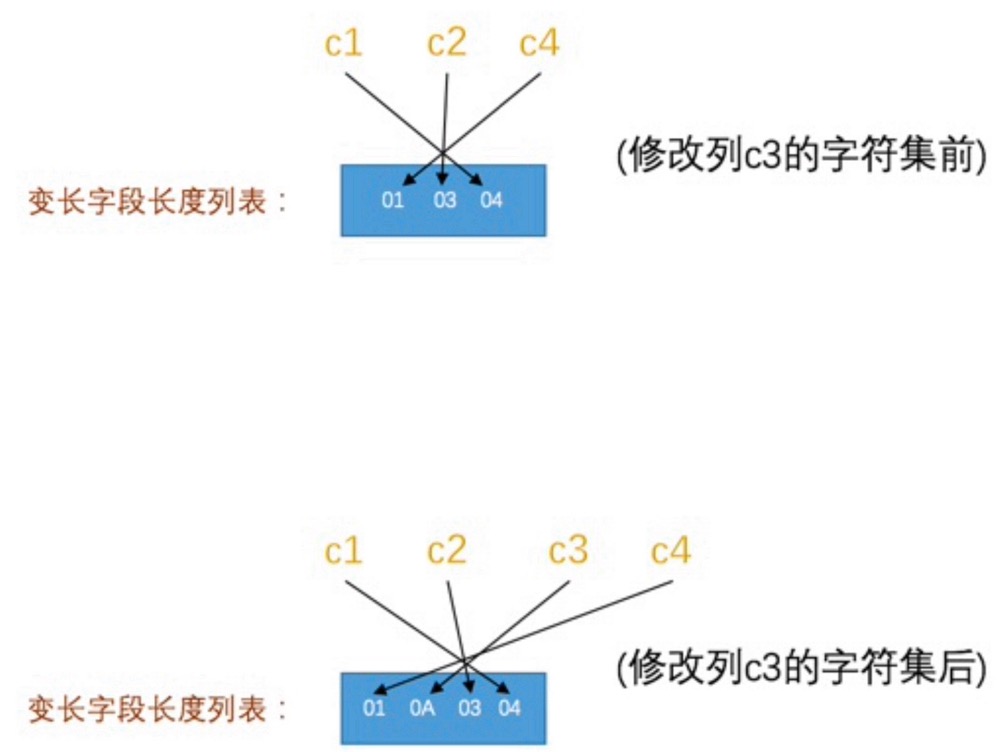 c1 c2 c4
(修改列c3的字符集前)
变长字段长度列表：
01 03 04
c1 c2 c3 c4
(修改列c3的字符集后)
变长字段长度列表：
01 0A 03 04